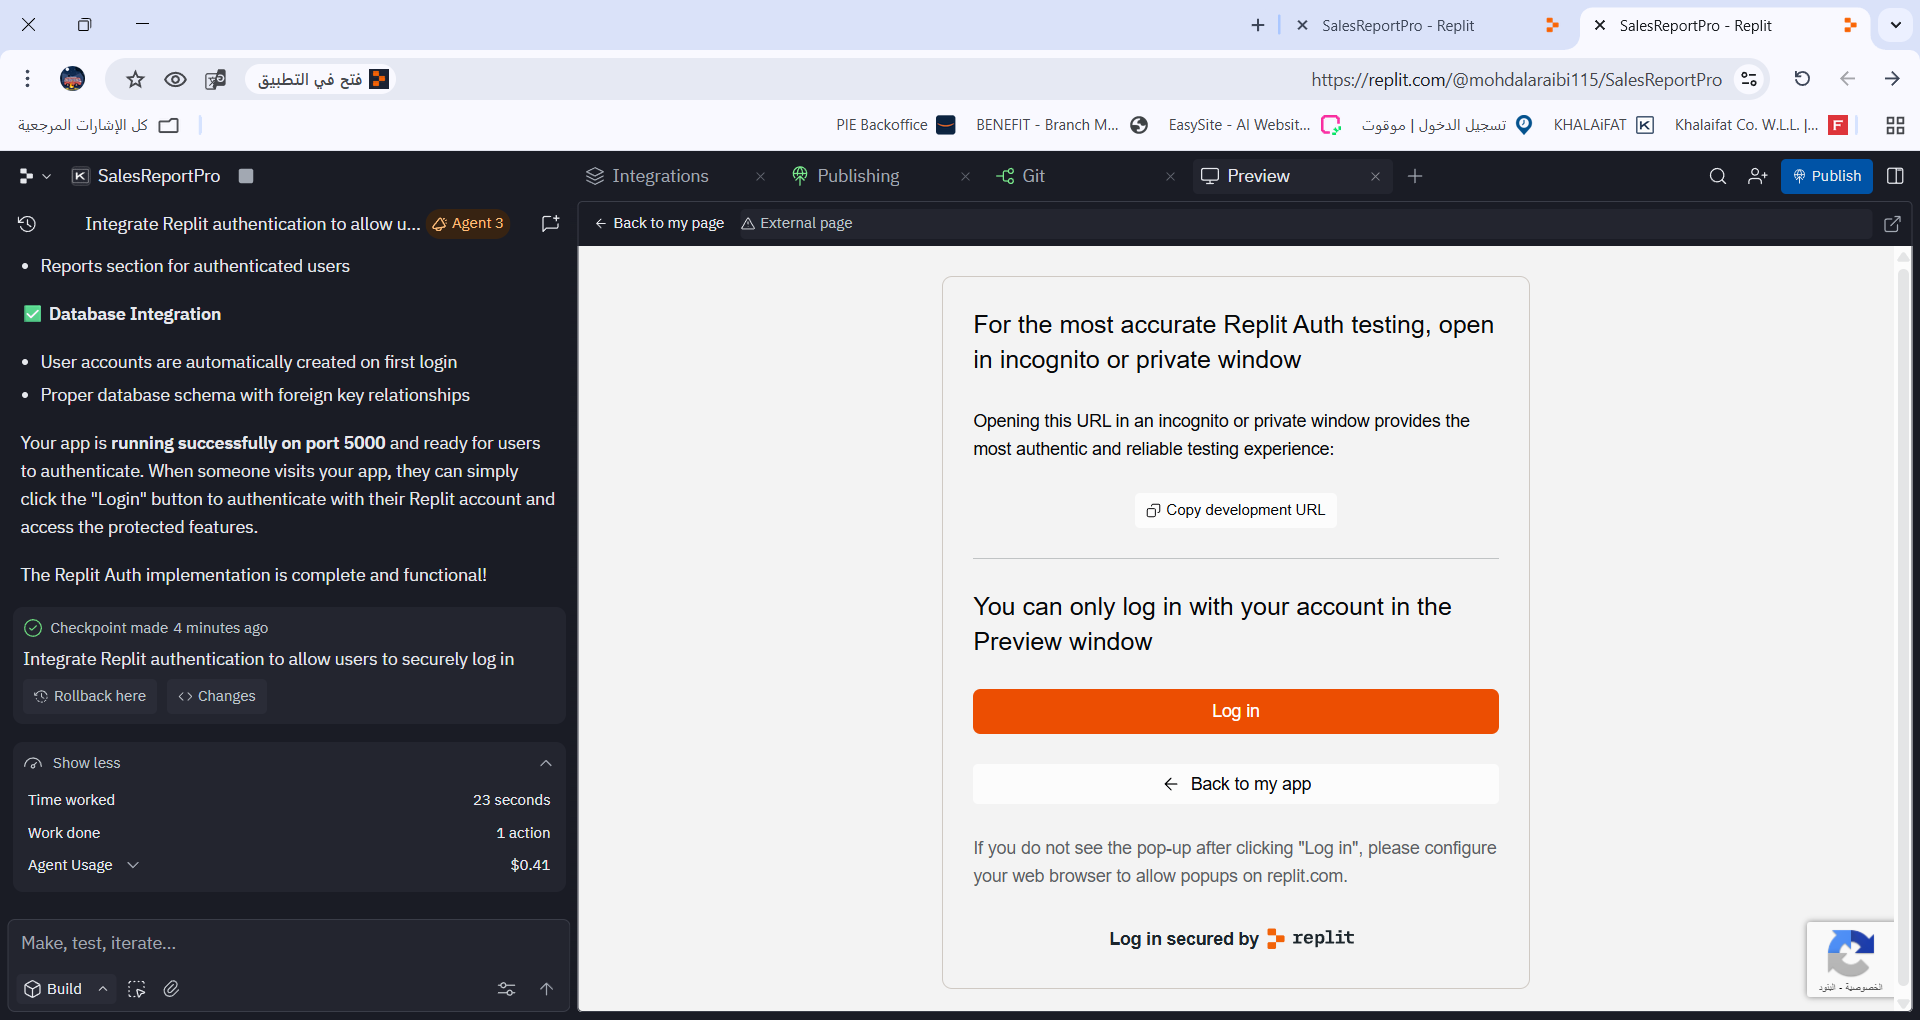 SalesReportPro - Replit
SalesReportPro - Replit
فتح في التطبيق
https://replit.com/@mohdalaraibi115/SalesReportPro
كل الإشارات المرجعية
PIE Backoffice
BENEFIT - Branch M...
EasySite - AI Websit...
تسجيل الدخول | موقوت
KHALAiFAT
Khalaifat Co. W.L.L. |...
SalesReportPro
Integrations
Publishing
Git
Preview
Publish
Integrate Replit authentication to allow u...
Agent 3
Back to my page
External page
Reports section for authenticated users
Database Integration
User accounts are automatically created on first login
Proper database schema with foreign key relationships
Your app is running successfully on port 5000 and ready for users
to authenticate. When someone visits your app, they can simply
click the "Login" button to authenticate with their Replit account and
access the protected features.
The Replit Auth implementation is complete and functional!
Checkpoint made 4 minutes ago
Integrate Replit authentication to allow users to securely log in
Rollback here
Changes
Show less
Time worked
23 seconds
Work done
1 action
Agent Usage
$0.41
Make, test, iterate...
Build
For the most accurate Replit Auth testing, open
in incognito or private window
Opening this URL in an incognito or private window provides the
most authentic and reliable testing experience:
Copy development URL
You can only log in with your account in the
Preview window
Log in
Back to my app
If you do not see the pop-up after clicking "Log in", please configure
your web browser to allow popups on replit.com.
Log in secured by replit
الخصوصية - البنود